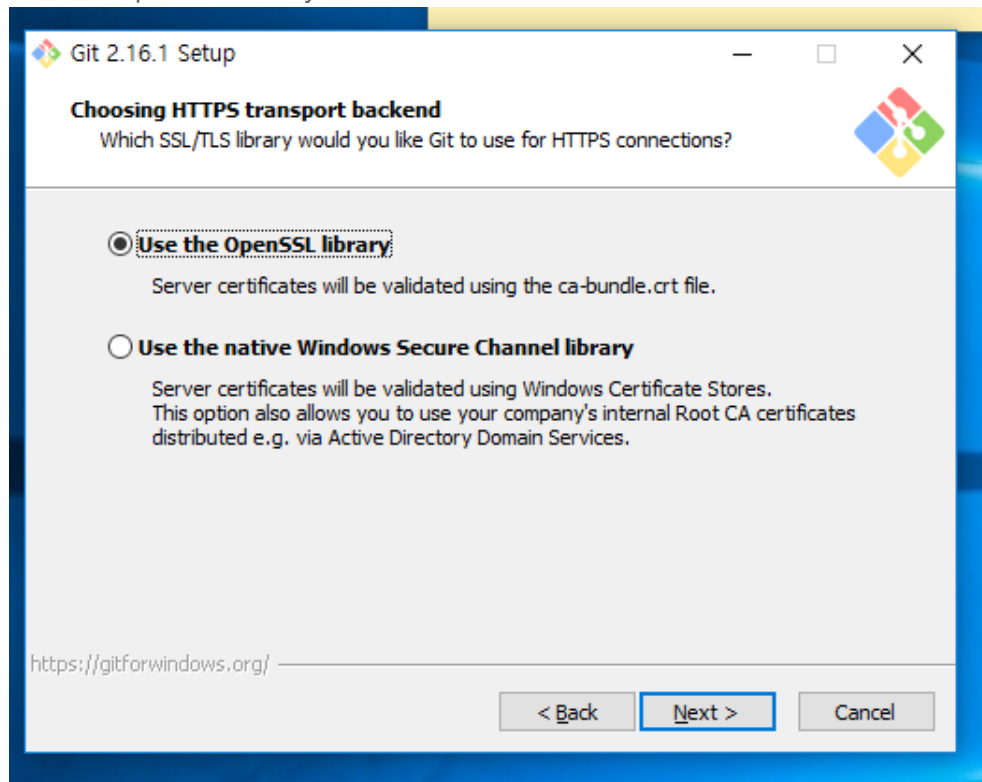 Git 2.16.1 Setup
Choosing HTTPS transport backend
Which SSL/TLS library would you like Git to use for HTTPS connections?
Use the OpenSSL library
Server certificates will be validated using the ca-bundle.crt file.
Use the native Windows Secure Channel library
Server certificates will be validated using Windows Certificate Stores.
This option also allows you to use your company's internal Root CA certificates
distributed e.g. via Active Directory Domain Services.
https://gitforwindows.org/
< Back Next > Cancel